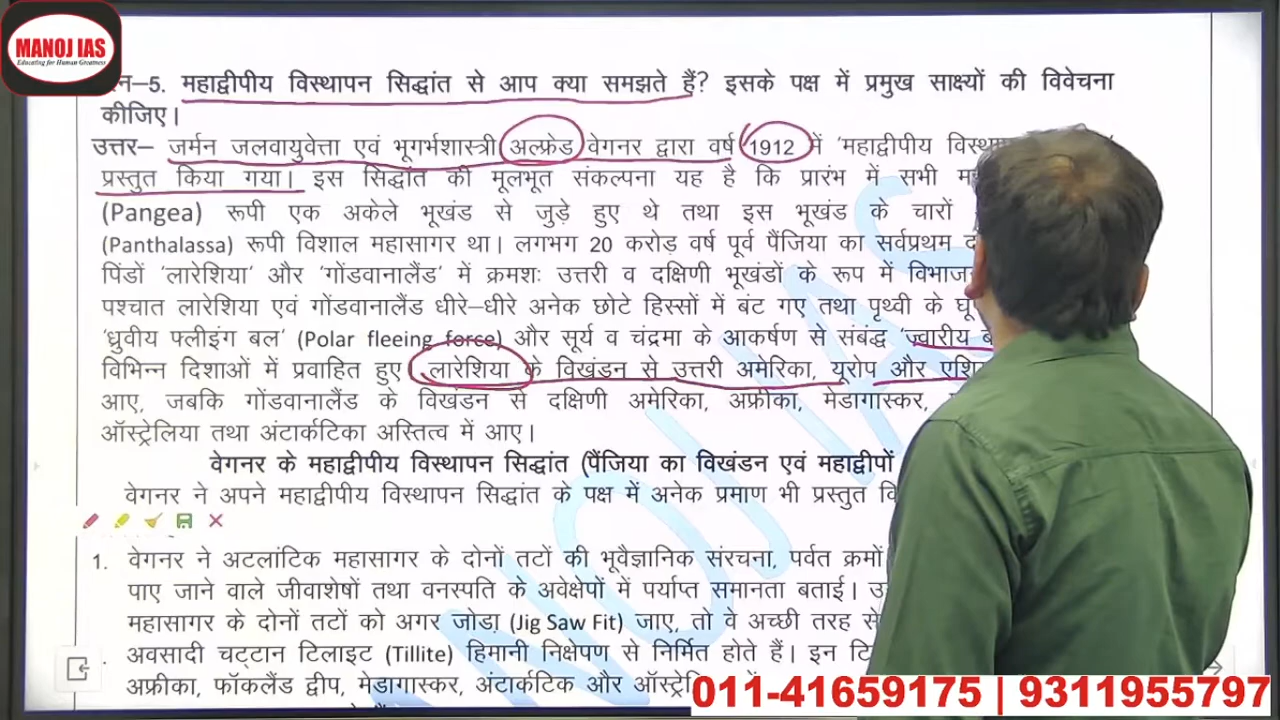 MANOJ IAS
Educating for Human Greatness
न–5. महाद्वीपीय विस्थापन सिद्धांत से आप क्या समझते हैं? इसके पक्ष में प्रमुख साक्ष्यों की विवेचना
कीजिए।
उत्तर– जर्मन जलवायुवेत्ता एवं भूगर्भशास्त्री अल्फ्रेड वेगनर द्वारा वर्ष 1912 में 'महाद्वीपीय
प्रस्तुत किया गया। इस सिद्धांत की मूलभूत संकल्पना यह है कि प्रारंभ में सभी
(Pangea) रूपी एक अकेले भूखंड से जुड़े हुए थे तथा इस भूखंड के चारों
(Panthalassa) रूपी विशाल महासागर था। लगभग 20 करोड़ वर्ष पूर्व पैंजिया का सर्वप्रथम
पिंडों 'लारेशिया' और 'गोंडवानालैंड' में क्रमशः उत्तरी व दक्षिणी भूखंडों के रूप में
पश्चात लारेशिया एवं गोंडवानालैंड धीरे–धीरे अनेक छोटे हिस्सों में बंट गए तथा पृथ्वी के
'ध्रुवीय फ्लीइंग बल' (Polar fleeing force) और सूर्य व चंद्रमा के आकर्षण से संबंद्ध 'ज्वारीय
विभिन्न दिशाओं में प्रवाहित हुए लारेशिया के विखंडन से उत्तरी अमेरिका, यूरोप और
आए, जबकि गोंडवानालैंड के विखंडन से दक्षिणी अमेरिका, अफ्रीका, मेडागास्कर,
ऑस्ट्रेलिया तथा अंटार्कटिका अस्तित्व में आए।
वेगनर के महाद्वीपीय विस्थापन सिद्धांत (पैंजिया का विखंडन एवं महाद्वीपों
वेगनर ने अपने महाद्वीपीय विस्थापन सिद्धांत के पक्ष में अनेक प्रमाण भी प्रस्तुत
1. वेगनर ने अटलांटिक महासागर के दोनों तटों की भूवैज्ञानिक संरचना, पर्वत क्रमों
पाए जाने वाले जीवाशेषों तथा वनस्पति के अवेक्षेपों में पर्याप्त समानता बताई।
महासागर के दोनों तटों को अगर जोड़ा (Jig Saw Fit) जाए, तो वे अच्छी तरह
अवसादी चट्टान टिलाइट (Tillite) हिमानी निक्षेपण से निर्मित होते हैं। इन
अफ्रीका, फॉकलैंड द्वीप, मेडागास्कर, अंटार्कटिक और
011-41659175 | 9311955797